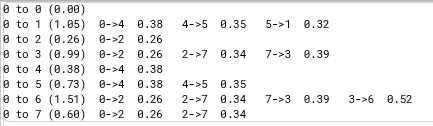 0 to 0 (0.00)
0 to 1 (1.05) 0->4 0.38 4->5 0.35 5->1 0.32
0 to 2 (0.26) 0->2 0.26
0 to 3 (0.99) 0->2 0.26 2->7 0.34 7->3 0.39
0 to 4 (0.38) 0->4 0.38
0 to 5 (0.73) 0->4 0.38 4->5 0.35
0 to 6 (1.51) 0->2 0.26 2->7 0.34 7->3 0.39 3->6 0.52
0 to 7 (0.60) 0->2 0.26 2->7 0.34